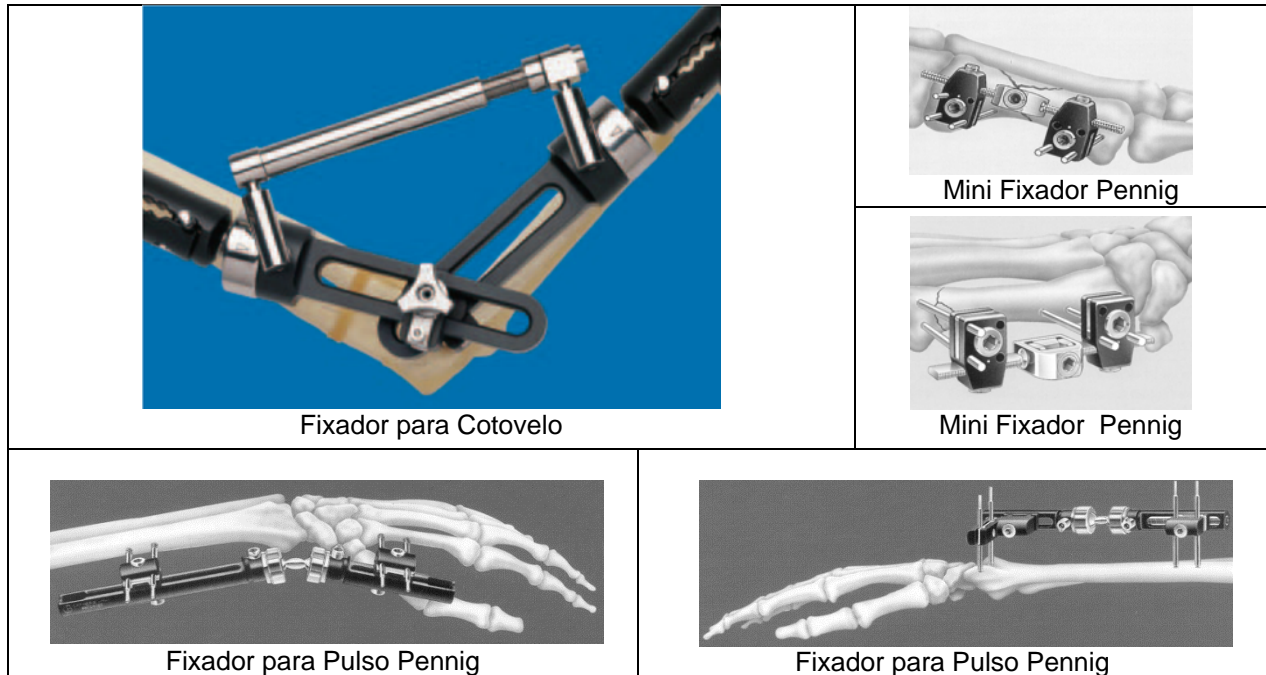 Fixador para Cotovelo
Mini Fixador Pennig
Mini Fixador Pennig
Fixador para Pulso Pennig
Fixador para Pulso Pennig